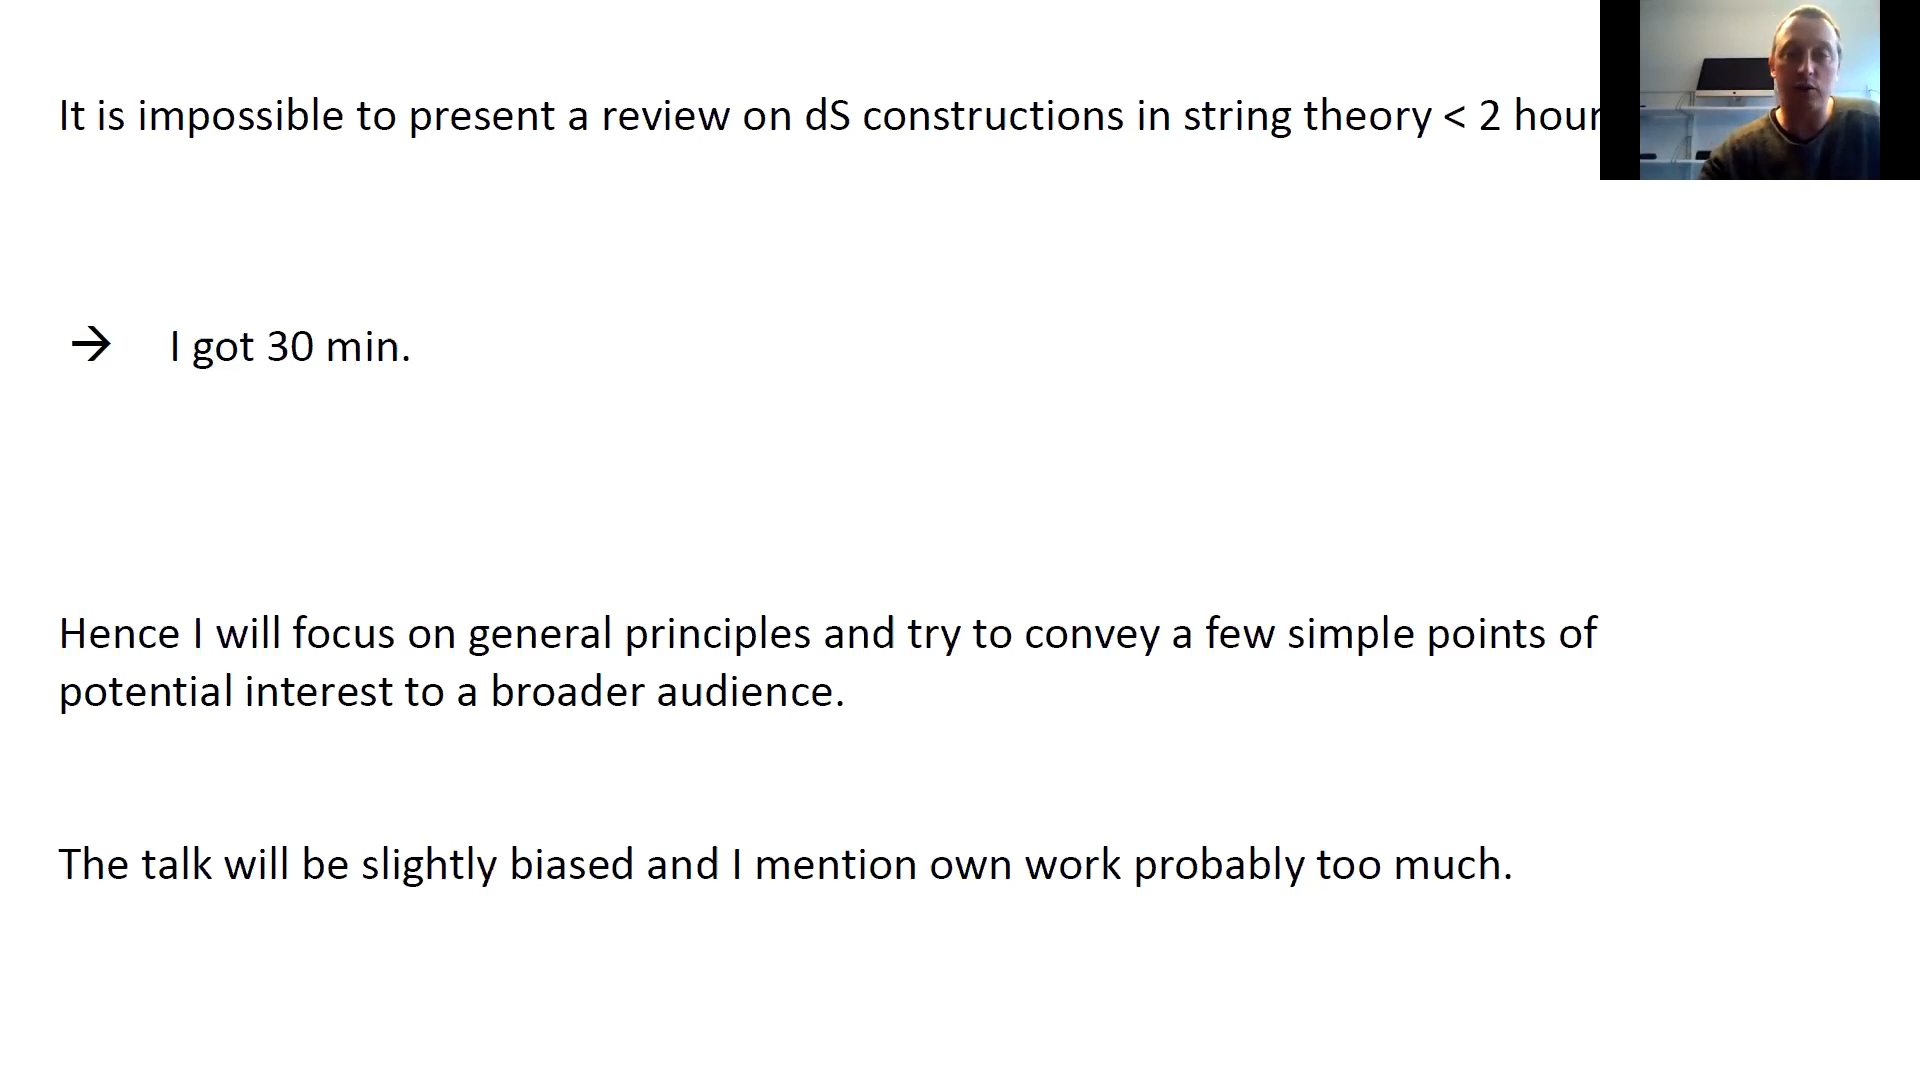 It is impossible to present a review on dS constructions in string theory < 2 hour
→ I got 30 min.
Hence I will focus on general principles and try to convey a few simple points of
potential interest to a broader audience.
The talk will be slightly biased and I mention own work probably too much.